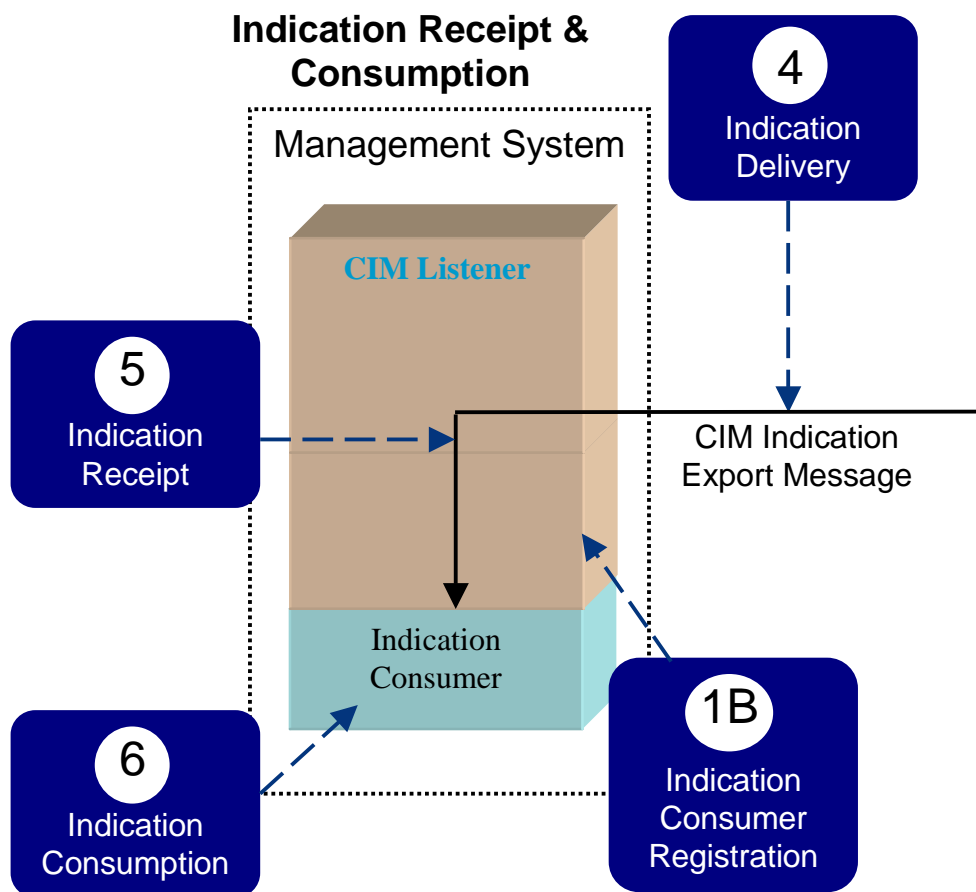 Indication Receipt &
Consumption
4
Indication
Delivery
Management System
CIM Listener
5
Indication
Receipt
CIM Indication
Export Message
Indication
Consumer
1B
Indication
Consumer
Registration
6
Indication
Consumption